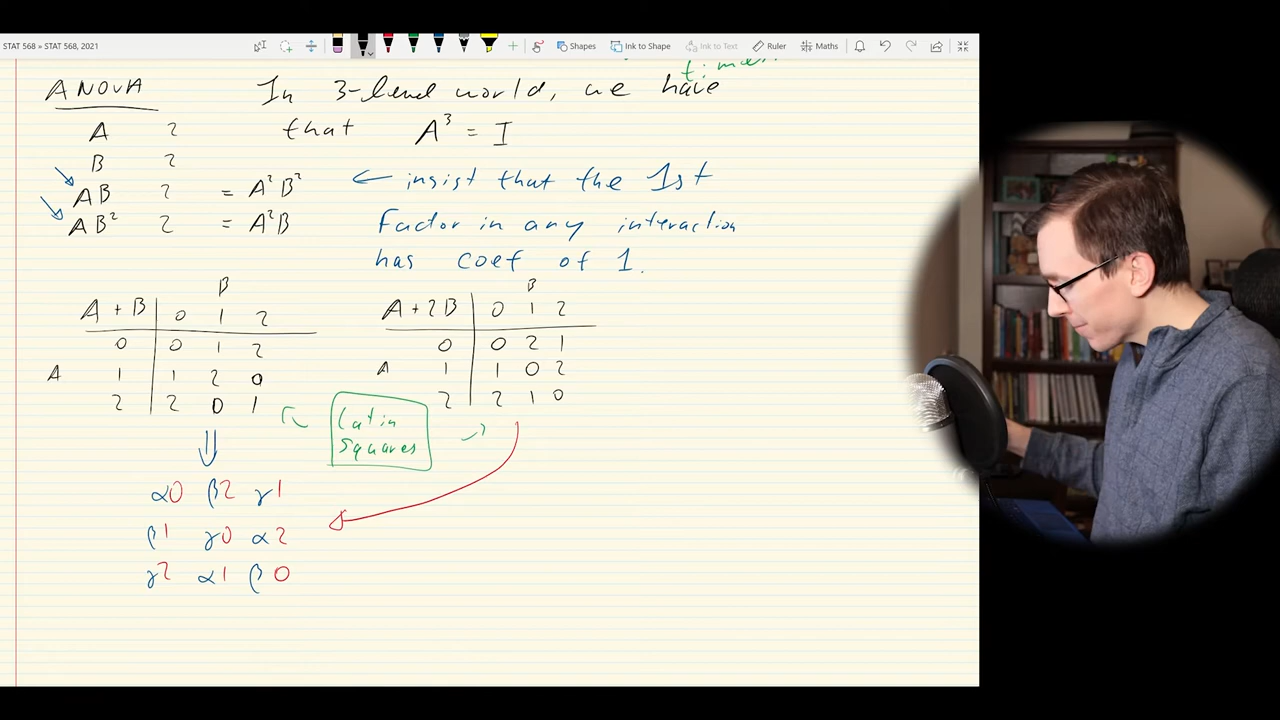 STAT 568 » STAT 568, 2021
Shapes Ink to Shape Ink to Text Ruler Maths
times.
ANOVA In 3-level world, we have
A 2 that A³ = I
B 2
AB 2 = A²B² ← insist that the 1st
AB² 2 = A²B Factor in any interaction
has coef of 1.
B B
A + B 0 1 2 A + 2B 0 1 2
0 0 1 2 0 0 2 1
A 1 1 2 0 A 1 1 0 2
2 2 0 1 2 2 1 0
Latin
Squares
α0 β2 γ1
β1 γ0 α2
γ2 α1 β0